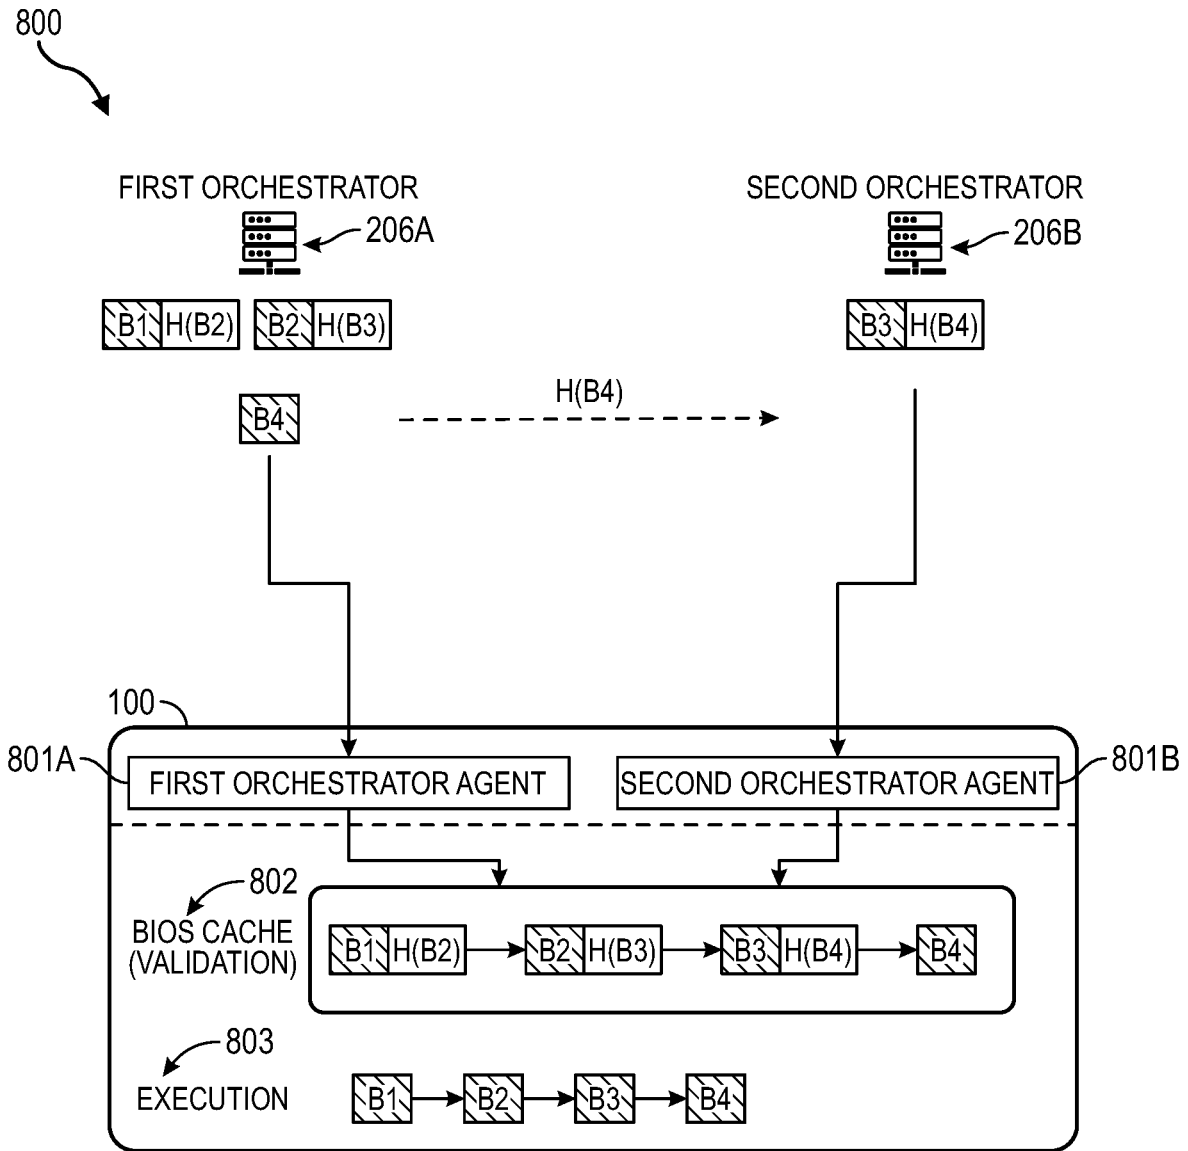 800
FIRST ORCHESTRATOR
SECOND ORCHESTRATOR
206A
206B
B1 H(B2) B2 H(B3)
B3 H(B4)
H(B4)
B4
100
801A
FIRST ORCHESTRATOR AGENT
SECOND ORCHESTRATOR AGENT
801B
802
BIOS CACHE
(VALIDATION)
B1 H(B2) B2 H(B3) B3 H(B4) B4
803
EXECUTION
B1 B2 B3 B4